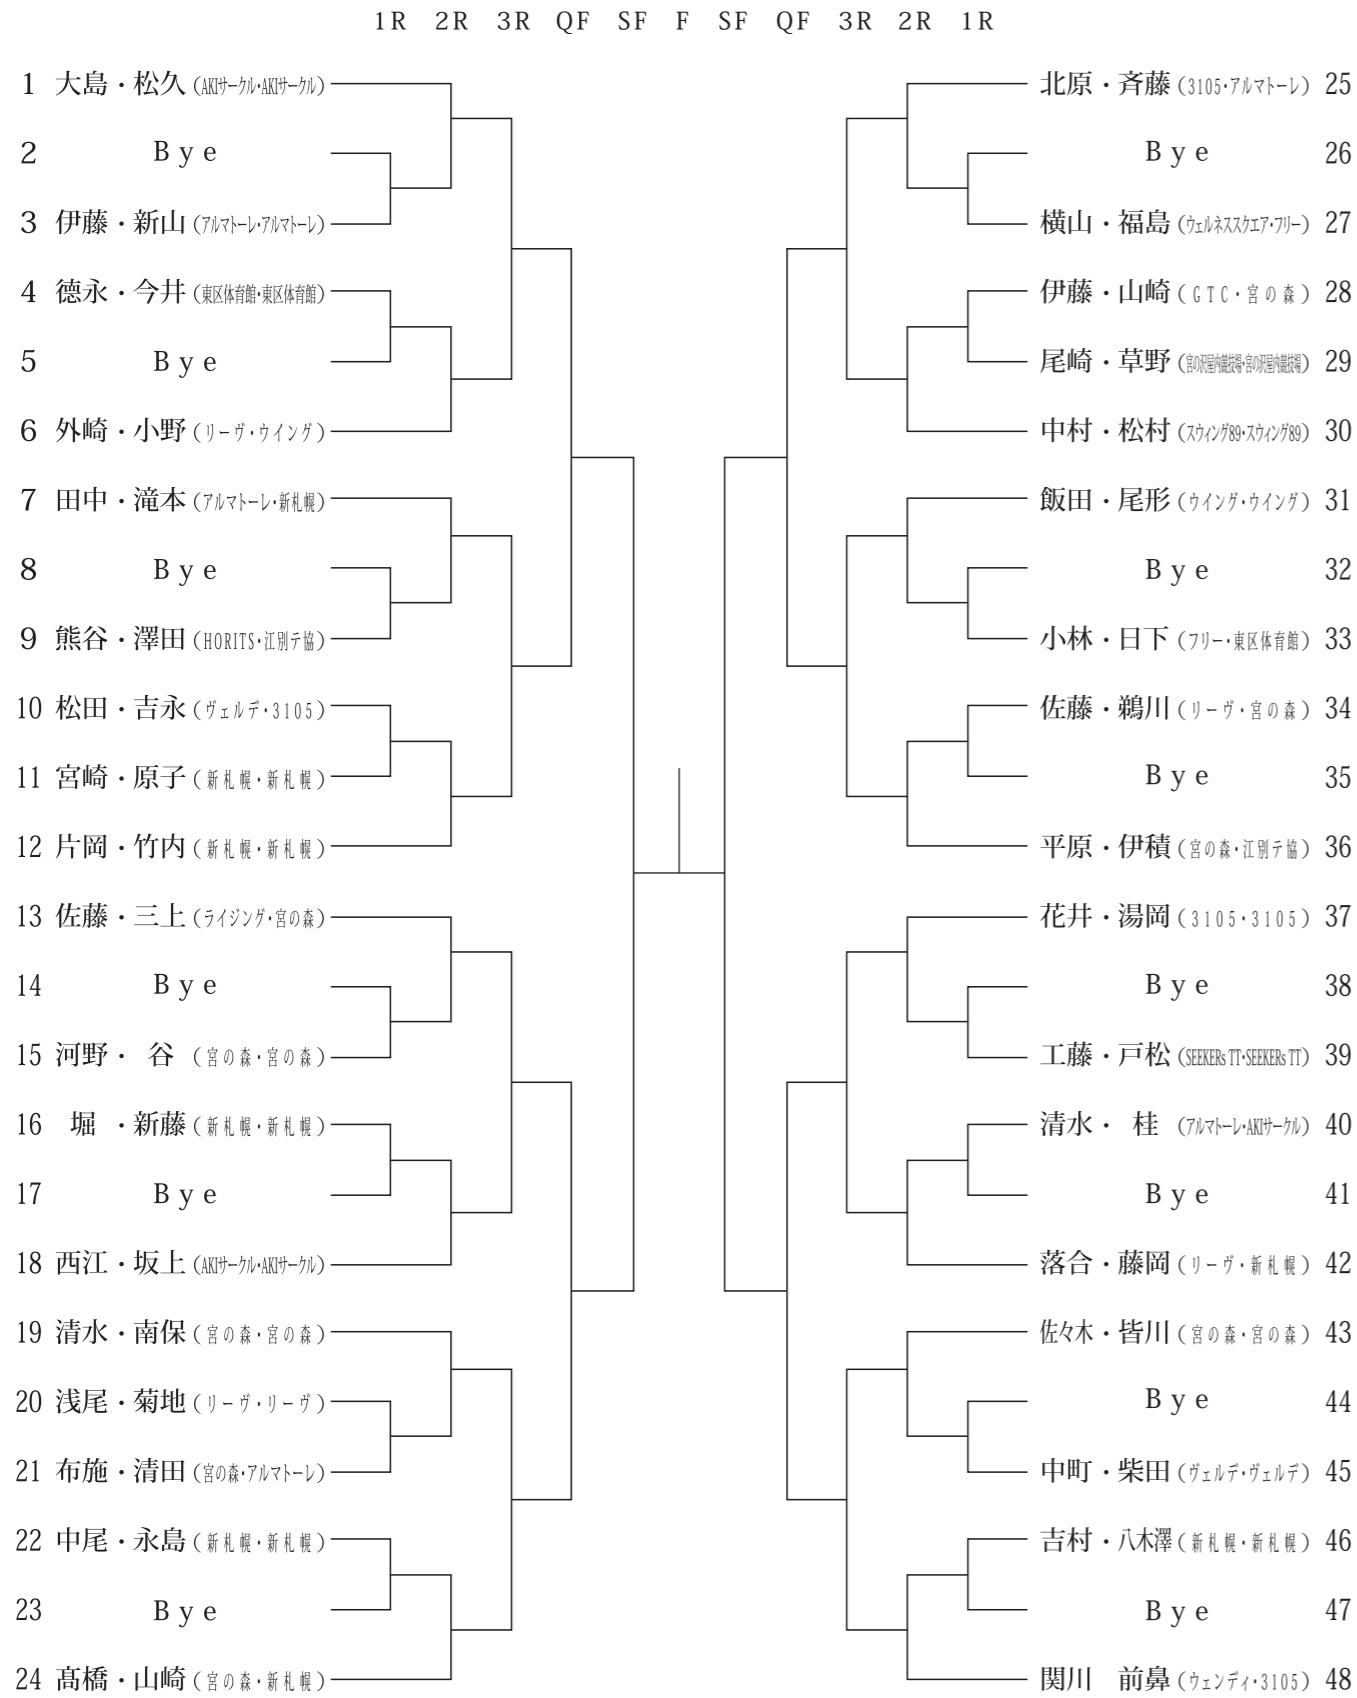 1R 2R 3R QF SF F SF QF 3R 2R 1R
1 大島・松久 (AKIサークル・AKIサークル)
2 Bye
3 伊藤・新山 (アルマトーレ・アルマトーレ)
4 德永・今井 (東区体育館・東区体育館)
5 Bye
6 外崎・小野 (リーヴ・ウイング)
7 田中・滝本 (アルマトーレ・新札幌)
8 Bye
9 熊谷・澤田 (HORITS・江別テ協)
10 松田・吉永 (ヴェルデ・3105)
11 宮崎・原子 (新札幌・新札幌)
12 片岡・竹内 (新札幌・新札幌)
13 佐藤・三上 (ライジング・宮の森)
14 Bye
15 河野・ 谷 (宮の森・宮の森)
16 堀 ・新藤 (新札幌・新札幌)
17 Bye
18 西江・坂上 (AKIサークル・AKIサークル)
19 清水・南保 (宮の森・宮の森)
20 浅尾・菊地 (リーヴ・リーヴ)
21 布施・清田 (宮の森・アルマトーレ)
22 中尾・永島 (新札幌・新札幌)
23 Bye
24 髙橋・山崎 (宮の森・新札幌)
北原・斉藤 (3105・アルマトーレ) 25
Bye 26
横山・福島 (ウェルネススクエア・フリー) 27
伊藤・山崎 (GTC・宮の森) 28
尾崎・草野 (宮の沢屋内競技場・宮の沢屋内競技場) 29
中村・松村 (スウィング89・スウィング89) 30
飯田・尾形 (ウイング・ウイング) 31
Bye 32
小林・日下 (フリー・東区体育館) 33
佐藤・鵜川 (リーヴ・宮の森) 34
Bye 35
平原・伊積 (宮の森・江別テ協) 36
花井・湯岡 (3105・3105) 37
Bye 38
工藤・戸松 (SEEKERs TT・SEEKERs TT) 39
清水・ 桂 (アルマトーレ・AKIサークル) 40
Bye 41
落合・藤岡 (リーヴ・新札幌) 42
佐々木・皆川 (宮の森・宮の森) 43
Bye 44
中町・柴田 (ヴェルデ・ヴェルデ) 45
吉村・八木澤 (新札幌・新札幌) 46
Bye 47
関川 前鼻 (ウェンディ・3105) 48